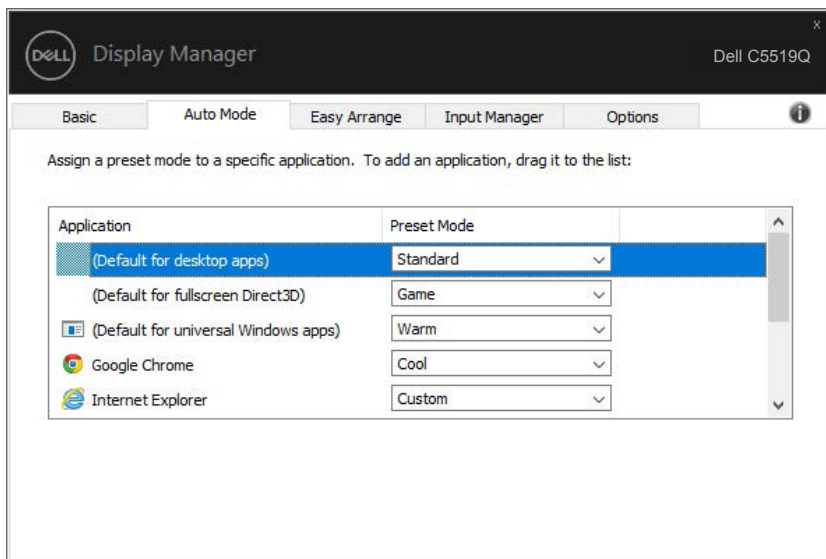 x
DELL Display Manager Dell C5519Q
Basic Auto Mode Easy Arrange Input Manager Options i
Assign a preset mode to a specific application. To add an application, drag it to the list:
Application Preset Mode
(Default for desktop apps) Standard
(Default for fullscreen Direct3D) Game
(Default for universal Windows apps) Warm
Google Chrome Cool
Internet Explorer Custom